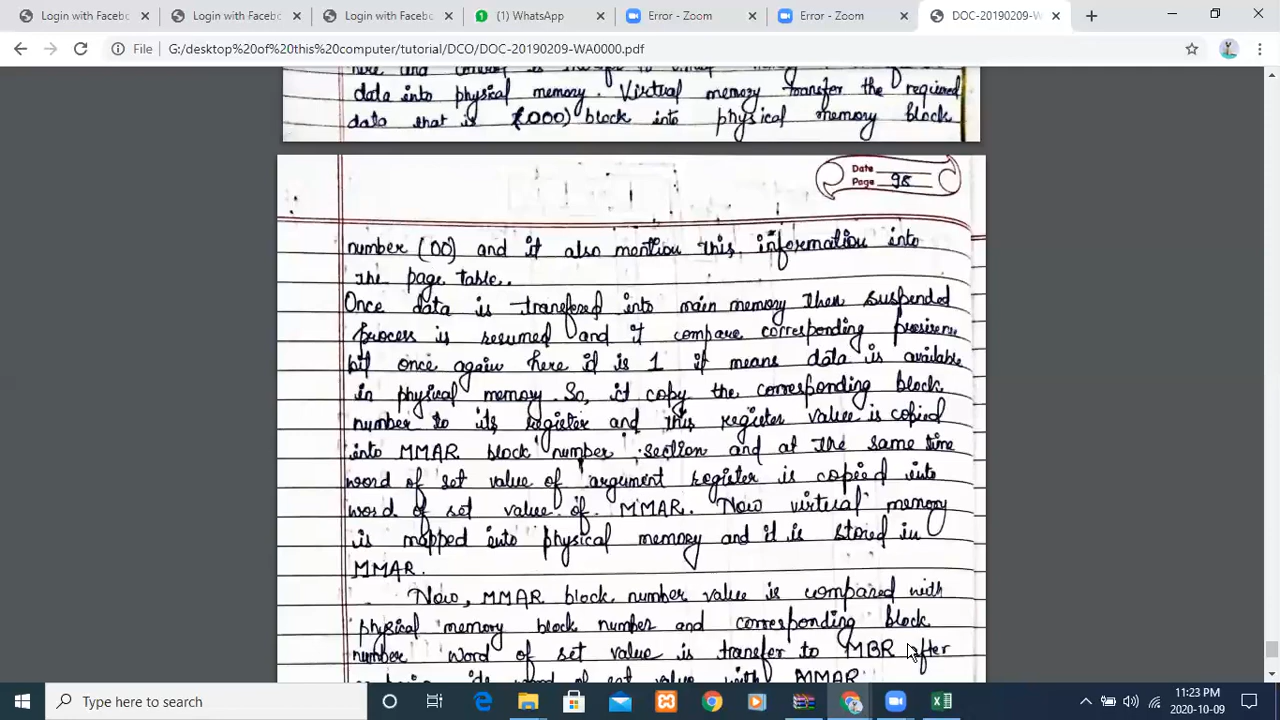 Login with Facebo
Login with Facebo
Login with Facebo
(1) WhatsApp
Error - Zoom
Error - Zoom
DOC-20190209-WA0000
File
G:/desktop%20of%20this%20computer/tutorial/DCO/DOC-20190209-WA0000.pdf
data into physical memory. Virtual memory transfer the required
data that is (000) block into physical memory block
Date
Page 98
number (00) and it also mention this information into
the page table.
Once data is transfered into main memory then suspended
process is resumed and it compare corresponding
bit once again here it is 1 it means data is available
in physical memory. So, it copy the corresponding block
number to its register and this register value is copied
into MMAR block number section and at the same time
word of set value of argument register is copied into
word of set value of MMAR. Now virtual memory
is mapped into physical memory and it is stored in
MMAR.
Now, MMAR block number value is compared with
physical memory block number and corresponding block
number word of set value is transfer to MBR after
word of set value with MMAR
Type here to search
11:23 PM
2020-10-09